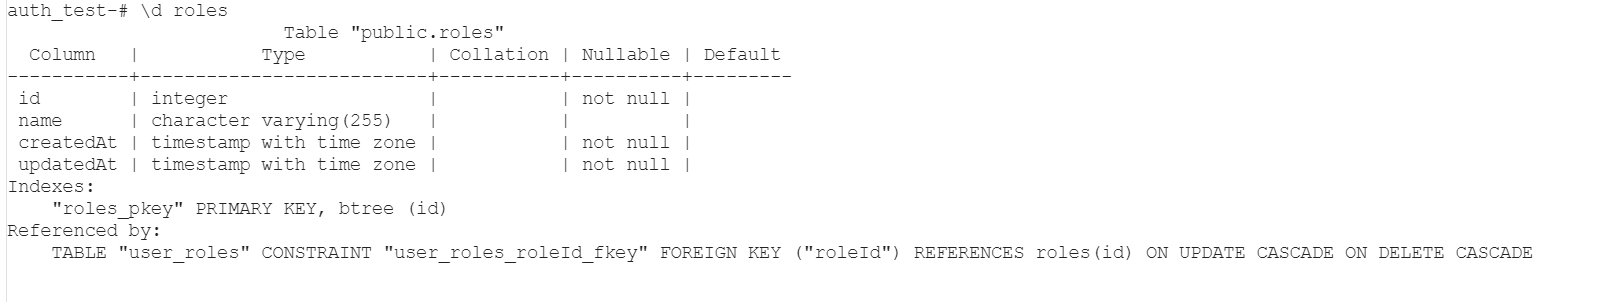 auth_test-# \d roles
                         Table "public.roles"
  Column   |           Type           | Collation | Nullable | Default
-----------+--------------------------+-----------+----------+---------
 id        | integer                  |           | not null |
 name      | character varying(255)   |           |          |
 createdAt | timestamp with time zone |           | not null |
 updatedAt | timestamp with time zone |           | not null |
Indexes:
    "roles_pkey" PRIMARY KEY, btree (id)
Referenced by:
    TABLE "user_roles" CONSTRAINT "user_roles_roleId_fkey" FOREIGN KEY ("roleId") REFERENCES roles(id) ON UPDATE CASCADE ON DELETE CASCADE